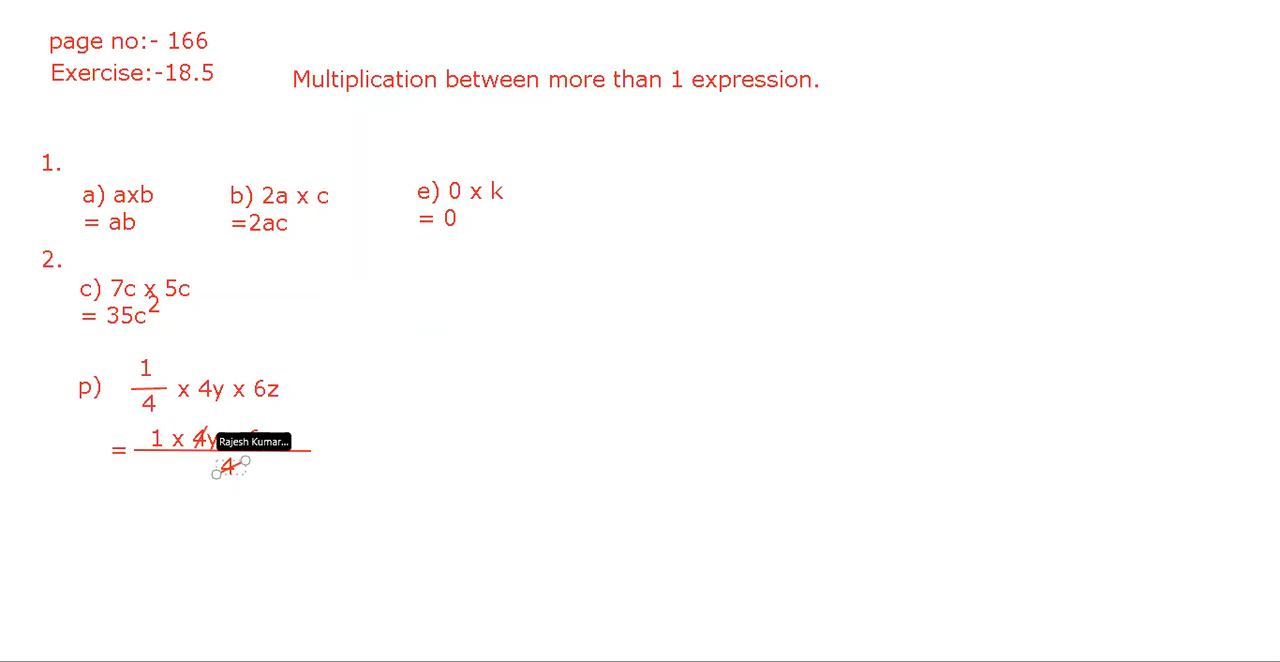 page no:- 166
Exercise:-18.5
Multiplication between more than 1 expression.
1.
a) axb
= ab
b) 2a x c
=2ac
e) 0 x k
= 0
2.
c) 7c x 5c
= 35c²
p) 1/4 x 4y x 6z
= 1 x 4y
4
Rajesh Kumar...